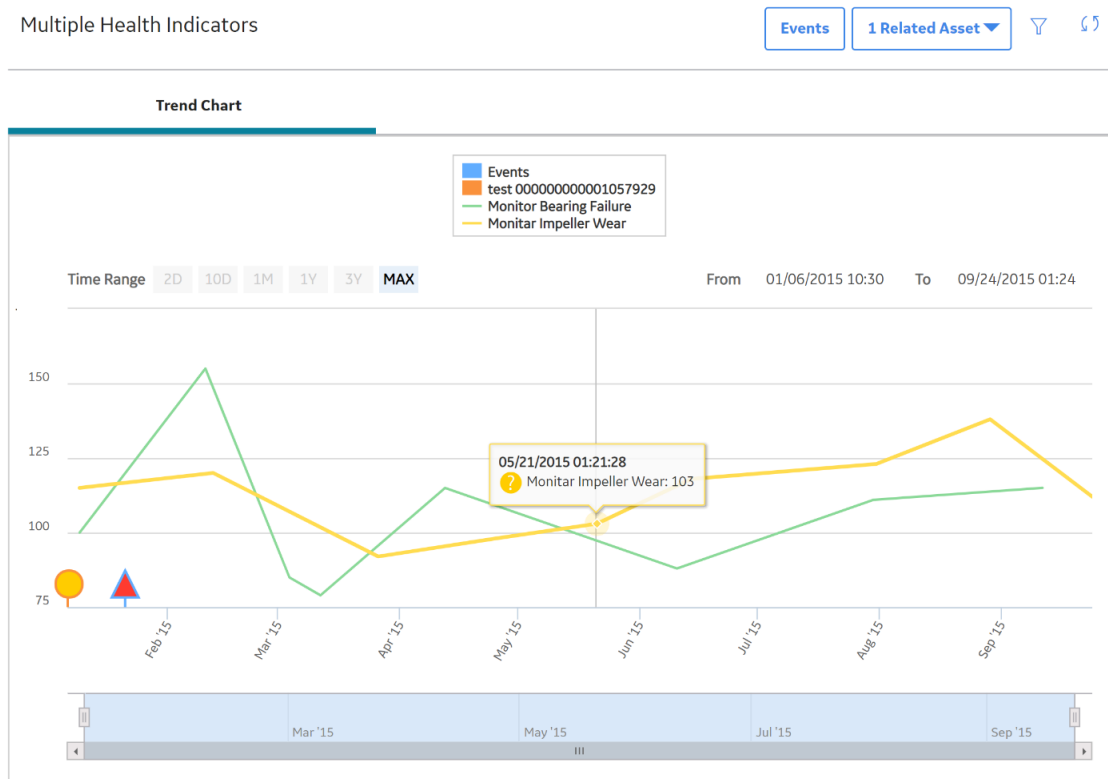 Multiple Health Indicators
Events
1 Related Asset
Trend Chart
Events
test 000000000001057929
Monitor Bearing Failure
Monitar Impeller Wear
Time Range 2D 10D 1M 1Y 3Y MAX From 01/06/2015 10:30 To 09/24/2015 01:24
150
125
100
75
05/21/2015 01:21:28
? Monitar Impeller Wear: 103
Feb '15 Mar '15 Apr '15 May '15 Jun '15 Jul '15 Aug '15 Sep '15
Mar '15 May '15 Jul '15 Sep '15